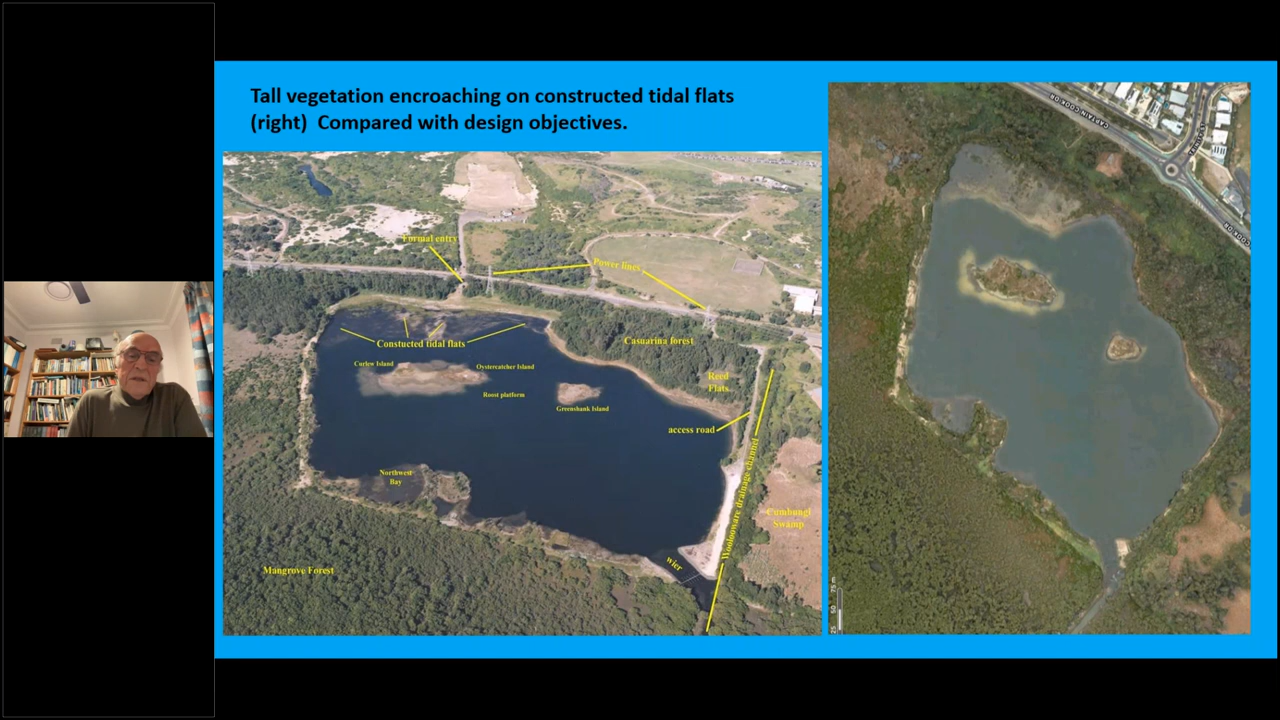 Tall vegetation encroaching on constructed tidal flats
(right)  Compared with design objectives.
Formal entry
Power lines
Constucted tidal flats
Casuarina forest
Curlew Island
Oystercatcher Island
Reed
Flats
Roost platform
Greenshank Island
access road
Northwest
Bay
Woolooware drainage channel
Cumbungi
Swamp
wier
Mangrove Forest
CAPTAIN COOK DR
COOK DR